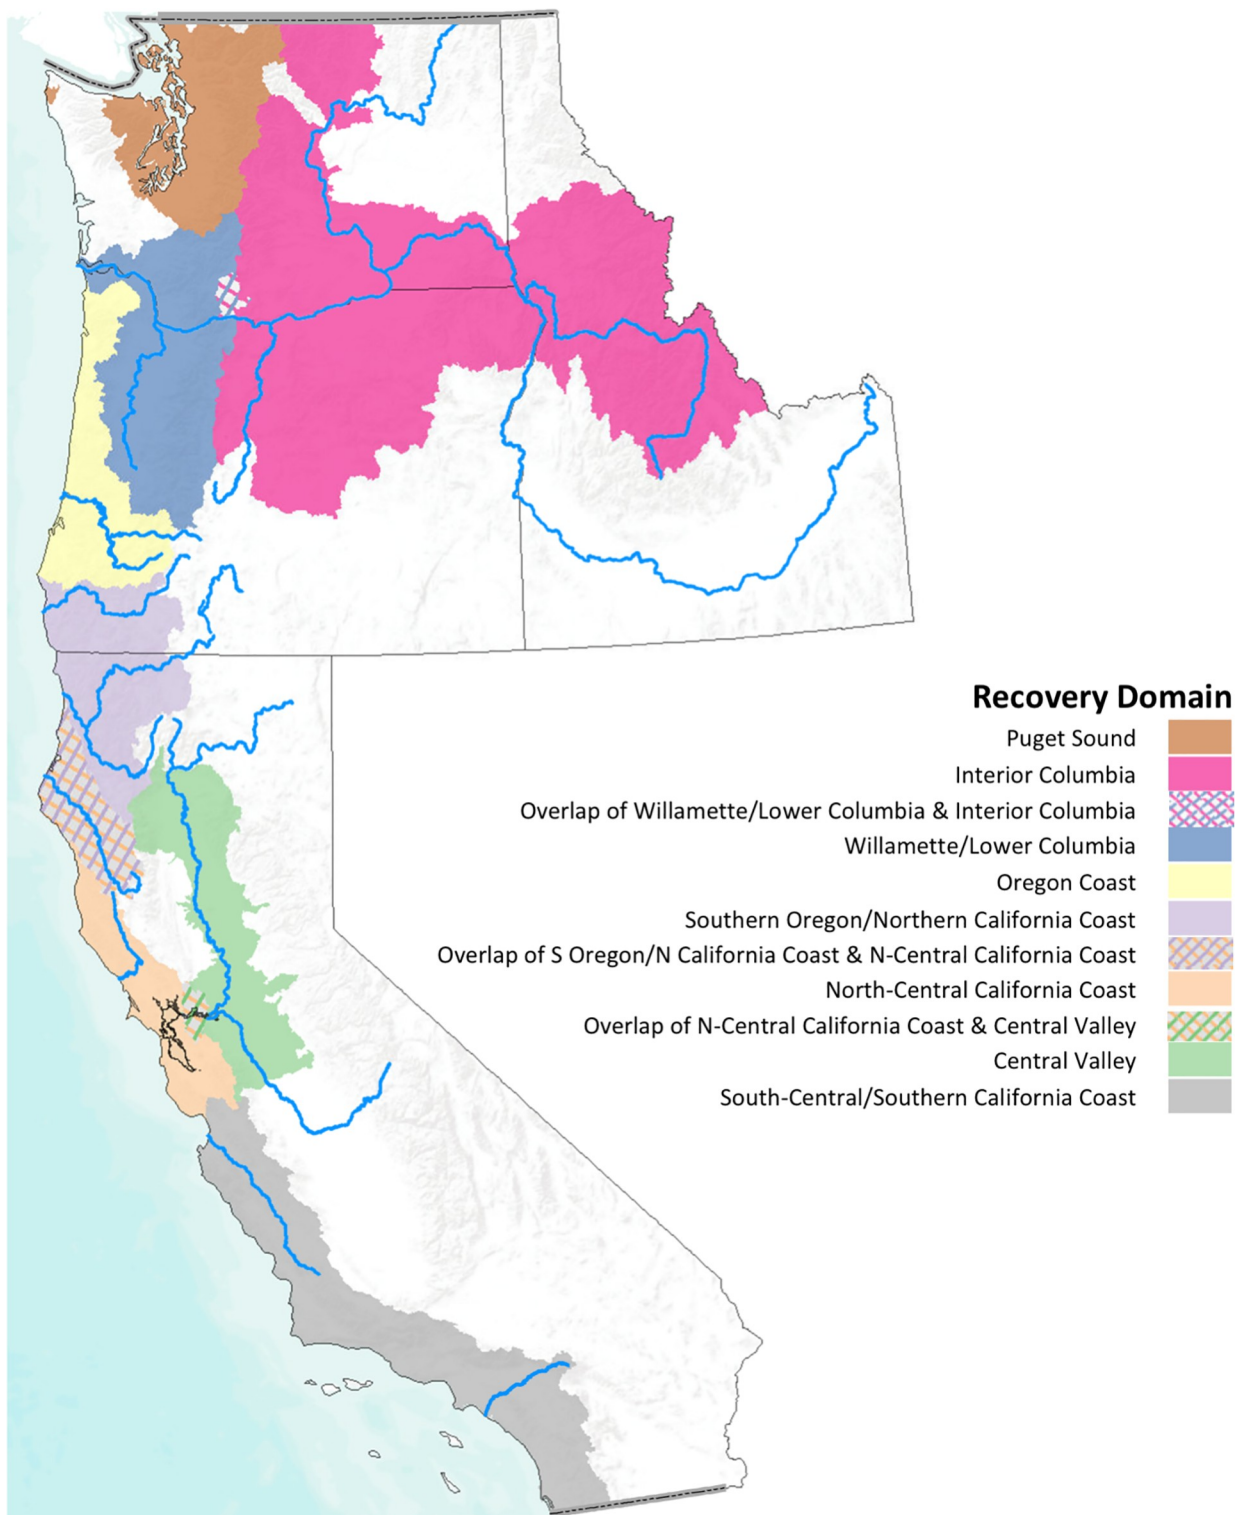 Recovery Domain
Puget Sound
Interior Columbia
Overlap of Willamette/Lower Columbia & Interior Columbia
Willamette/Lower Columbia
Oregon Coast
Southern Oregon/Northern California Coast
Overlap of S Oregon/N California Coast & N-Central California Coast
North-Central California Coast
Overlap of N-Central California Coast & Central Valley
Central Valley
South-Central/Southern California Coast